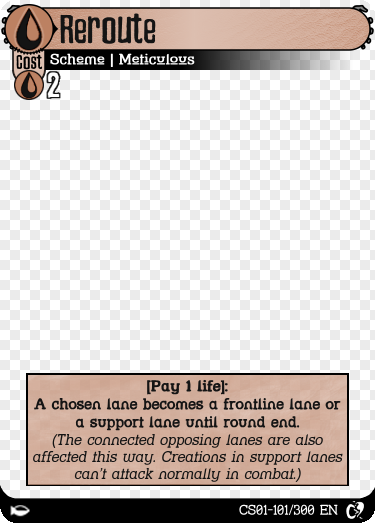 Reroute
Cost
Scheme | Meticulous
2
[Pay 1 life]:
A chosen lane becomes a frontline lane or
a support lane until round end.
(The connected opposing lanes are also
affected this way. Creations in support lanes
can't attack normally in combat.)
CS01-101/300 EN